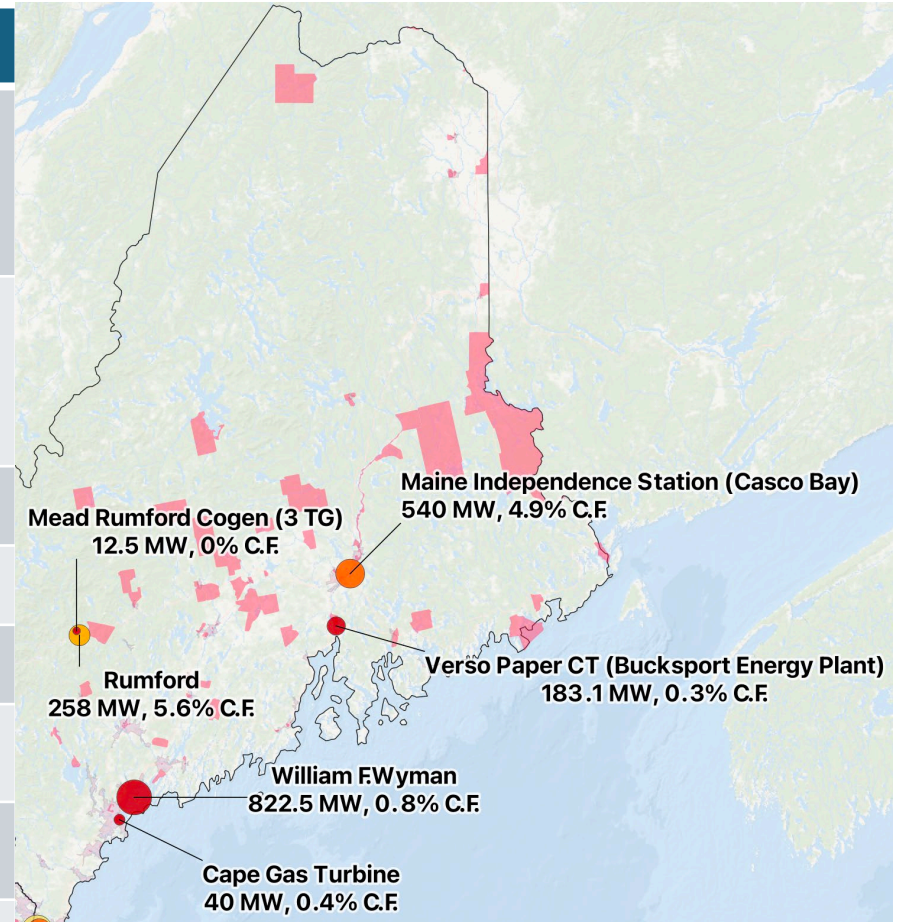 Maine Independence Station (Casco Bay)
540 MW, 4.9% C.F.
Mead Rumford Cogen (3 TG)
12.5 MW, 0% C.F.
Verso Paper CT (Bucksport Energy Plant)
183.1 MW, 0.3% C.F.
Rumford
258 MW, 5.6% C.F.
William F.Wyman
822.5 MW, 0.8% C.F.
Cape Gas Turbine
40 MW, 0.4% C.F.